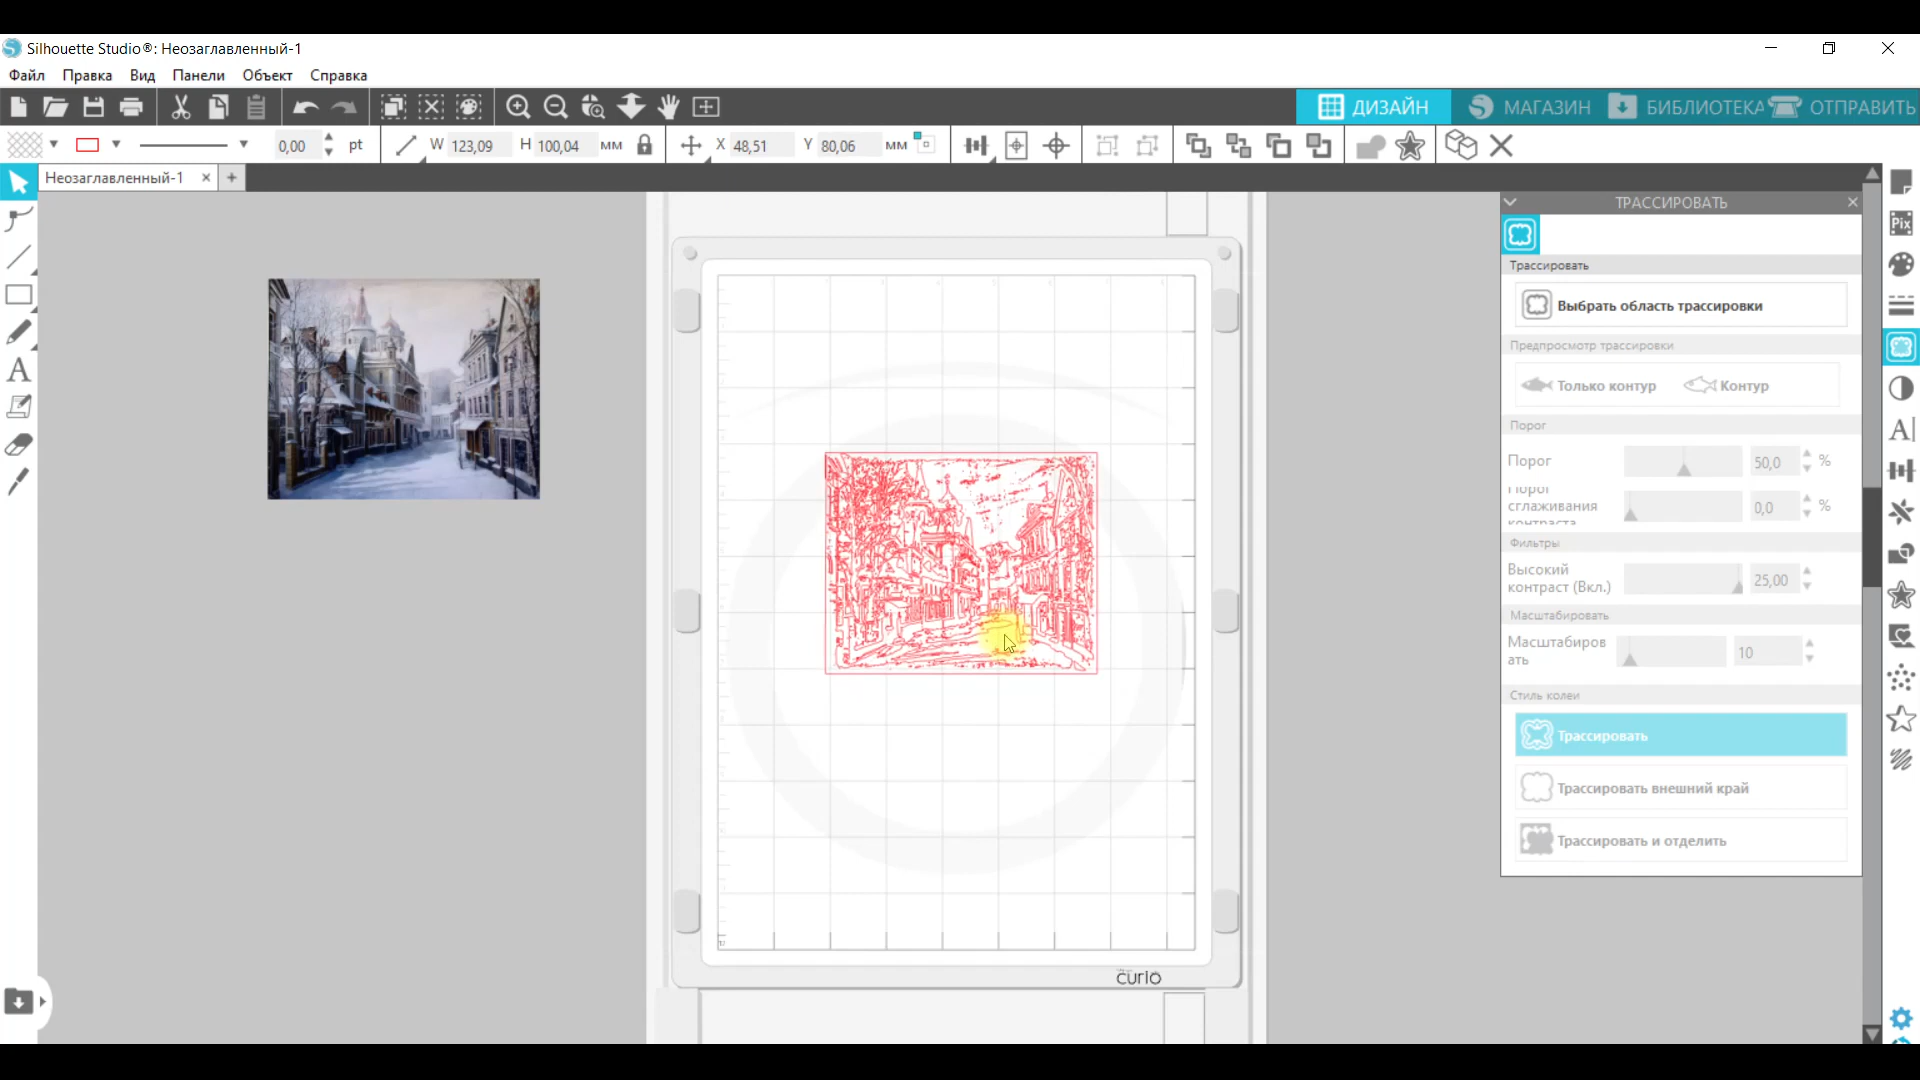 Silhouette Studio®: Неозаглавленный-1
Файл Правка Вид Панели Объект Справка
ДИЗАЙН МАГАЗИН БИБЛИОТЕКА ОТПРАВИТЬ
0,00 pt W 123,09 H 100,04 мм X 48,51 Y 80,06 мм
Неозаглавленный-1
ТРАССИРОВАТЬ
Трассировать
Выбрать область трассировки
Предпросмотр трассировки
Только контур Контур
Порог
Порог 50,0 %
Порог
сглаживания 0,0 %
контраста
Фильтры
Высокий
контраст (Вкл.) 25,00
Масштабировать
Масштабиров
ать 10
Стиль колеи
Трассировать
Трассировать внешний край
Трассировать и отделить
Pix
curio